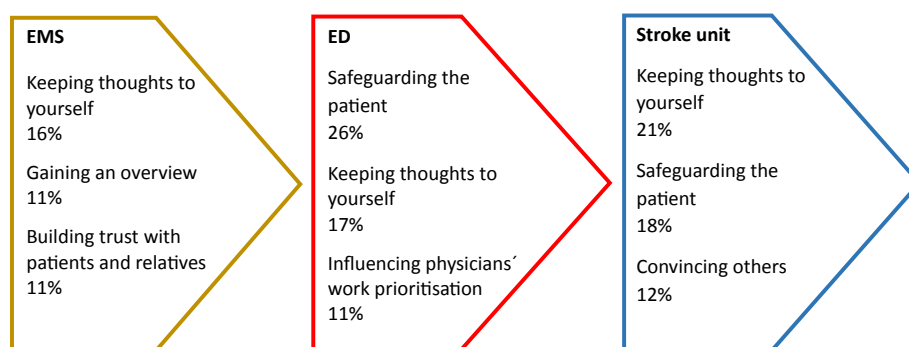 EMS
Keeping thoughts to
yourself
16%
Gaining an overview
11%
Building trust with
patients and relatives
11%
ED
Safeguarding the
patient
26%
Keeping thoughts to
yourself
17%
Influencing physicians´
work prioritisation
11%
Stroke unit
Keeping thoughts to
yourself
21%
Safeguarding the
patient
18%
Convincing others
12%